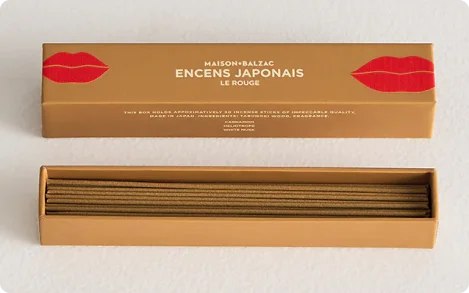 MAISON•BALZAC
ENCENS JAPONAIS
LE ROUGE
THIS BOX HOLDS APPROXIMATELY 50 INCENSE STICKS OF IMPECCABLE QUALITY.
MADE IN JAPAN. INGREDIENTS: TABUNOKI WOOD, FRAGRANCE.
CARDAMOM
HELIOTROPE
WHITE MUSK